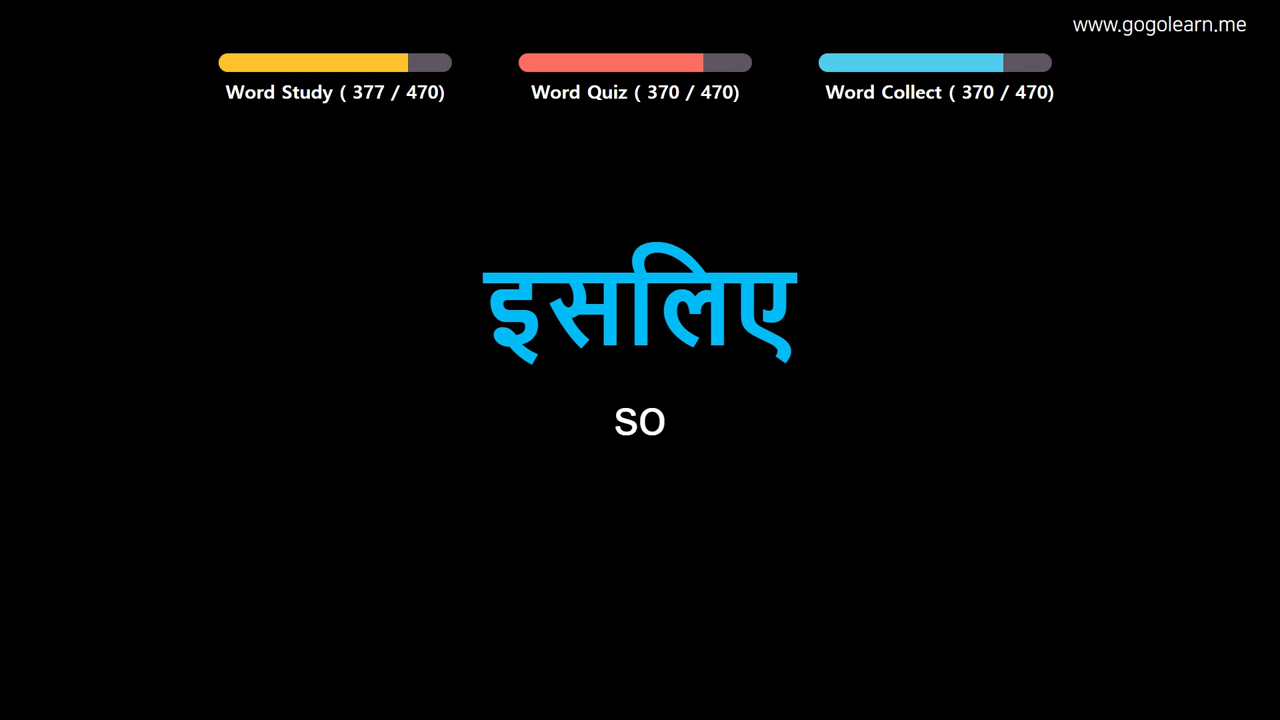 www.gogolearn.me
Word Study ( 377 / 470)
Word Quiz ( 370 / 470)
Word Collect ( 370 / 470)
इसलिए
so